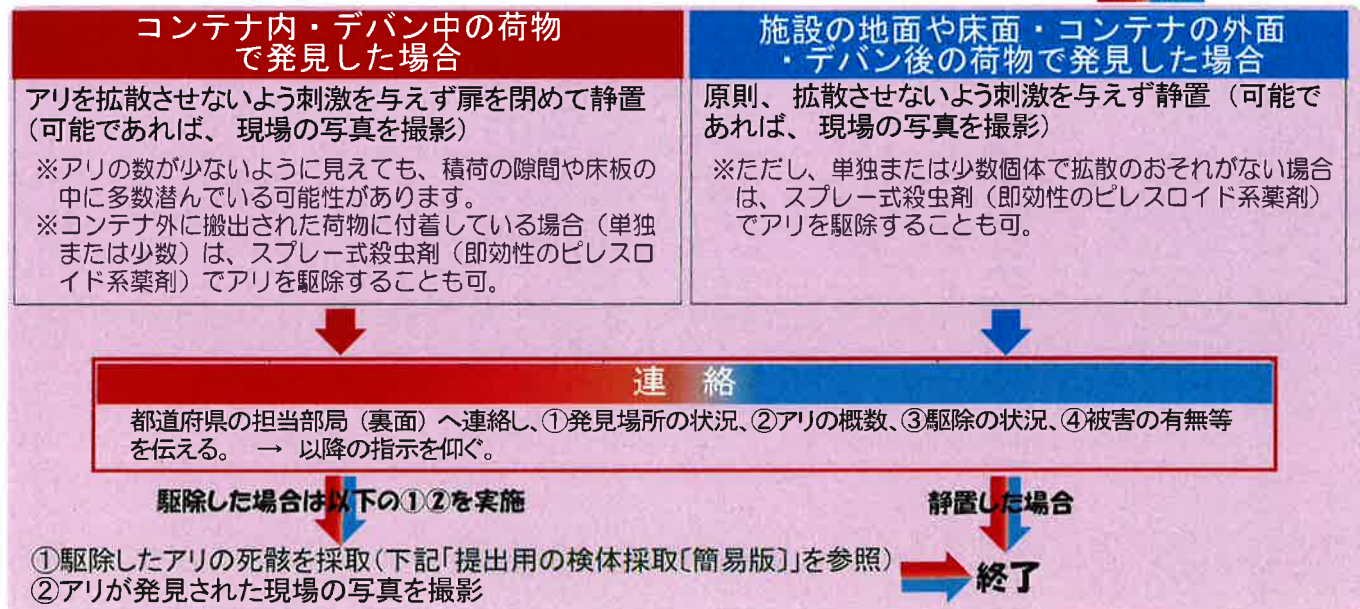 コンテナ内・デバン中の荷物
で発見した場合
アリを拡散させないよう刺激を与えず扉を閉めて静置
(可能であれば、現場の写真を撮影)
※アリの数が少ないように見えても、積荷の隙間や床板の
中に多数潜んでいる可能性があります。
※コンテナ外に搬出された荷物に付着している場合（単独
または少数）は、スプレー式殺虫剤（即効性のピレスロ
イド系薬剤）でアリを駆除することも可。
施設の地面や床面・コンテナの外面
・デバン後の荷物で発見した場合
原則、拡散させないよう刺激を与えず静置（可能で
あれば、現場の写真を撮影）
※ただし、単独または少数個体で拡散のおそれがない場合
は、スプレー式殺虫剤（即効性のピレスロイド系薬剤）
でアリを駆除することも可。
連 絡
都道府県の担当部局（裏面）へ連絡し、①発見場所の状況、②アリの概数、③駆除の状況、④被害の有無等
を伝える。 → 以降の指示を仰ぐ。
駆除した場合は以下の①②を実施
静置した場合
①駆除したアリの死骸を採取(下記「提出用の検体採取〔簡易版〕」を参照)
②アリが発見された現場の写真を撮影
終了